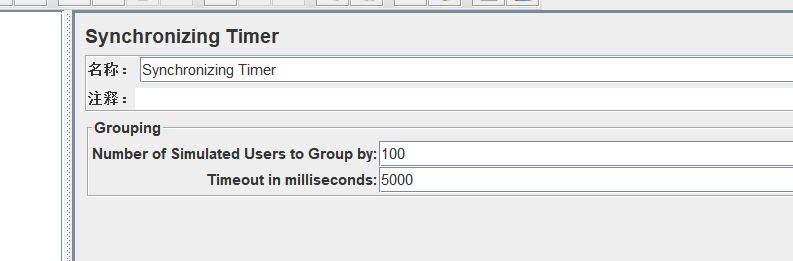 Synchronizing Timer
名称： Synchronizing Timer
注释：
Grouping
Number of Simulated Users to Group by: 100
Timeout in milliseconds: 5000